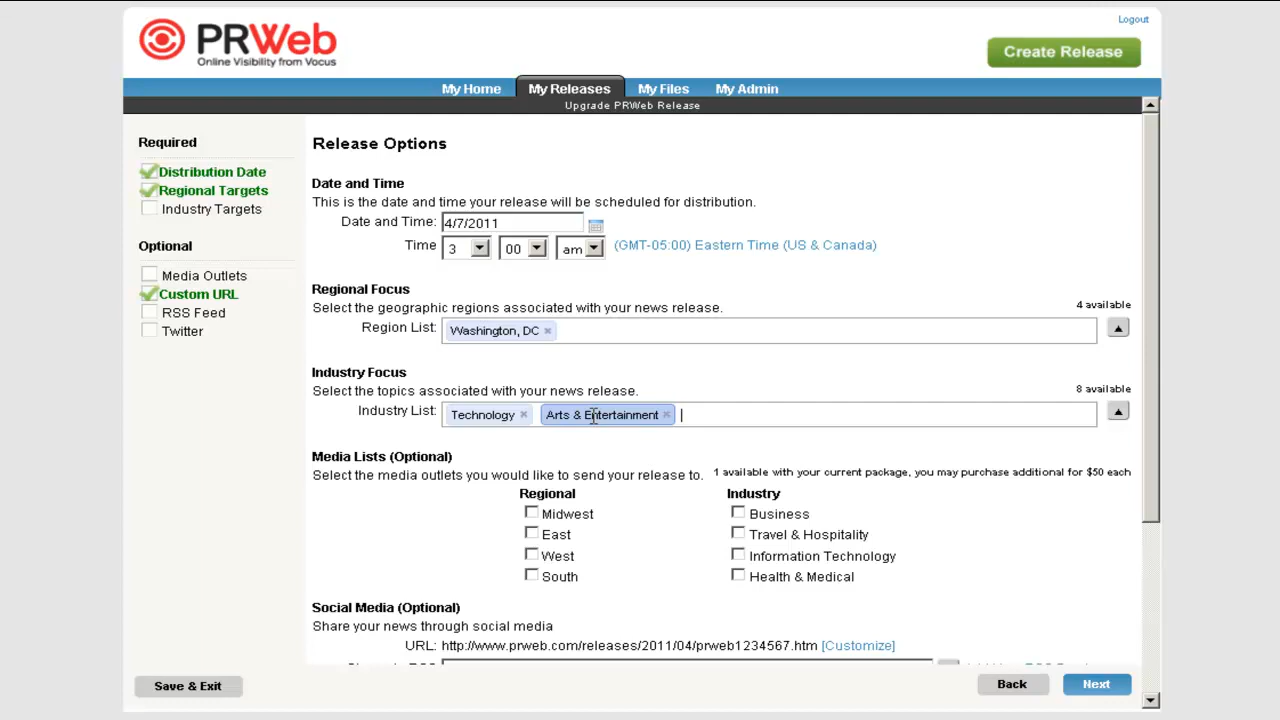 Logout
PRWeb
Online Visibility from Vocus
Create Release
My Home My Releases My Files My Admin
Upgrade PRWeb Release
Required
Distribution Date
Regional Targets
Industry Targets
Optional
Media Outlets
Custom URL
RSS Feed
Twitter
Release Options
Date and Time
This is the date and time your release will be scheduled for distribution.
Date and Time: 4/7/2011
Time 3 00 am (GMT-05:00) Eastern Time (US & Canada)
Regional Focus
Select the geographic regions associated with your news release. 4 available
Region List: Washington, DC ×
Industry Focus
Select the topics associated with your news release. 8 available
Industry List: Technology × Arts & Entertainment ×
Media Lists (Optional)
Select the media outlets you would like to send your release to. 1 available with your current package, you may purchase additional for $50 each
Regional Industry
Midwest Business
East Travel & Hospitality
West Information Technology
South Health & Medical
Social Media (Optional)
Share your news through social media
URL: http://www.prweb.com/releases/2011/04/prweb1234567.htm [Customize]
Save & Exit Back Next